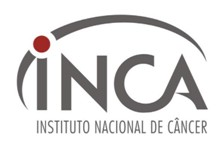 INCA
INSTITUTO NACIONAL DE CÂNCER